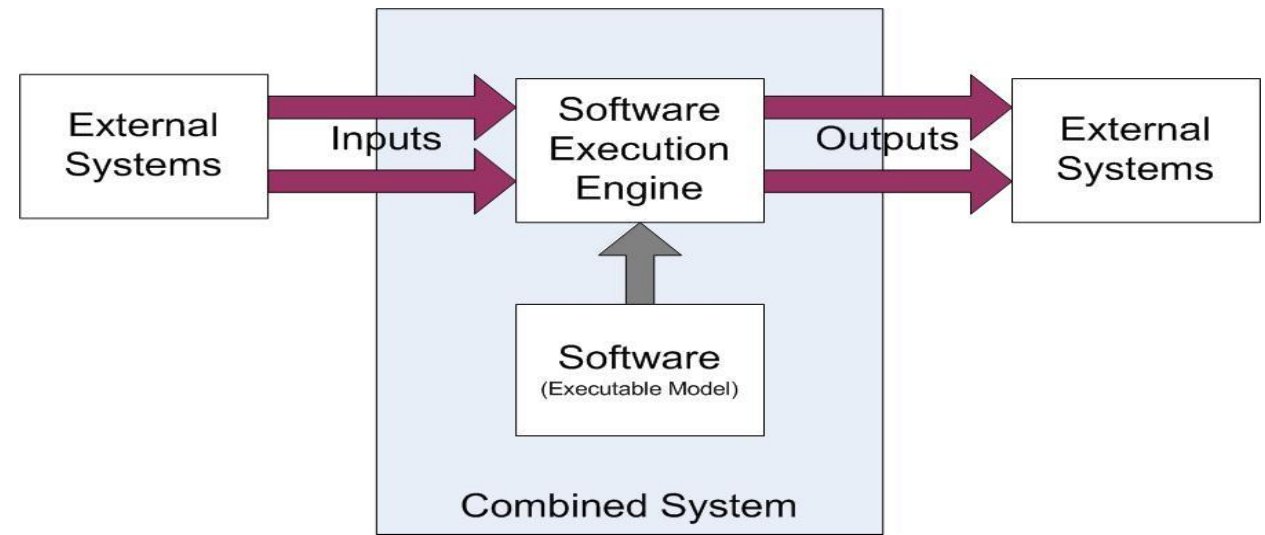 External
Systems
Inputs
Software
Execution
Engine
Outputs
External
Systems
Software
(Executable Model)
Combined System